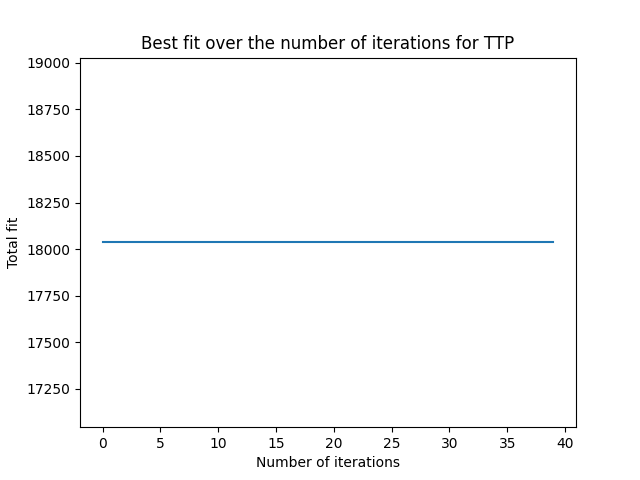 Best fit over the number of iterations for TTP
19000
18750
18500
18250
18000
17750
17500
17250
Total fit
0 5 10 15 20 25 30 35 40
Number of iterations